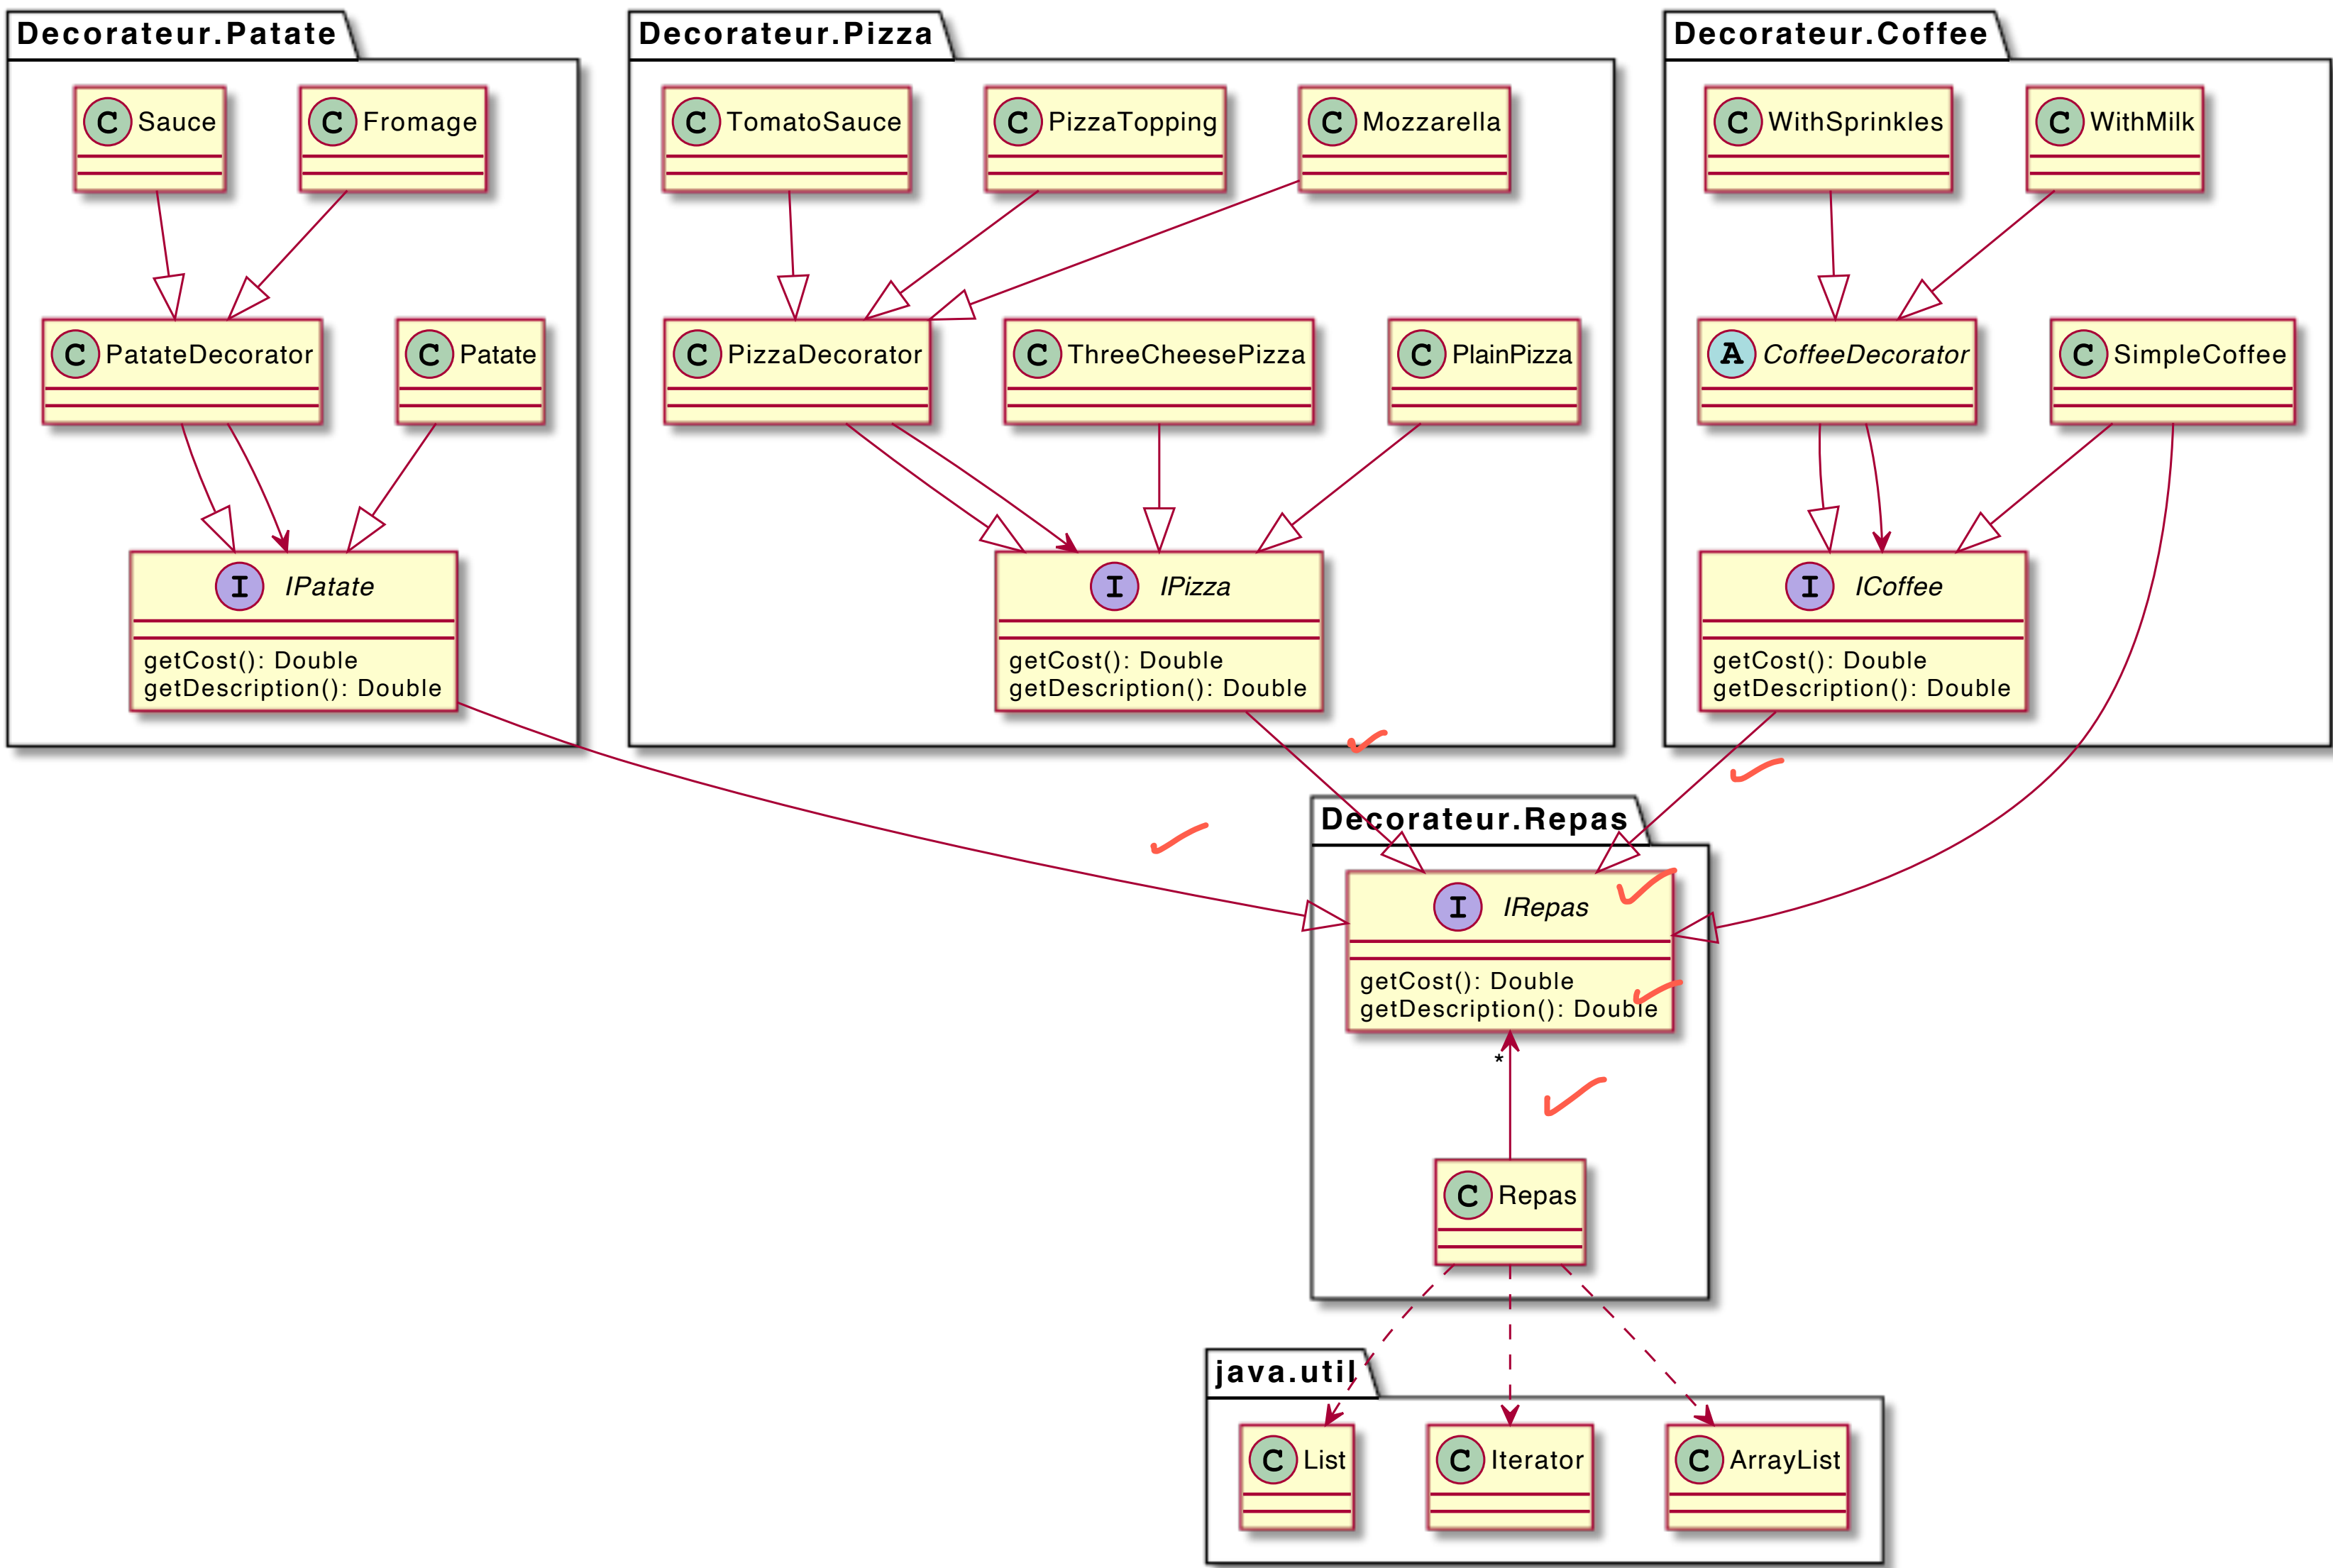 Decorateur.Patate
Decorateur.Pizza
Decorateur.Coffee
C Sauce
C Fromage
C TomatoSauce
C PizzaTopping
C Mozzarella
C WithSprinkles
C WithMilk
C PatateDecorator
C Patate
C PizzaDecorator
C ThreeCheesePizza
C PlainPizza
A CoffeeDecorator
C SimpleCoffee
I IPatate
getCost(): Double
getDescription(): Double
I IPizza
getCost(): Double
getDescription(): Double
I ICoffee
getCost(): Double
getDescription(): Double
Decorateur.Repas
I IRepas
getCost(): Double
getDescription(): Double
*
C Repas
java.util
C List
C Iterator
C ArrayList